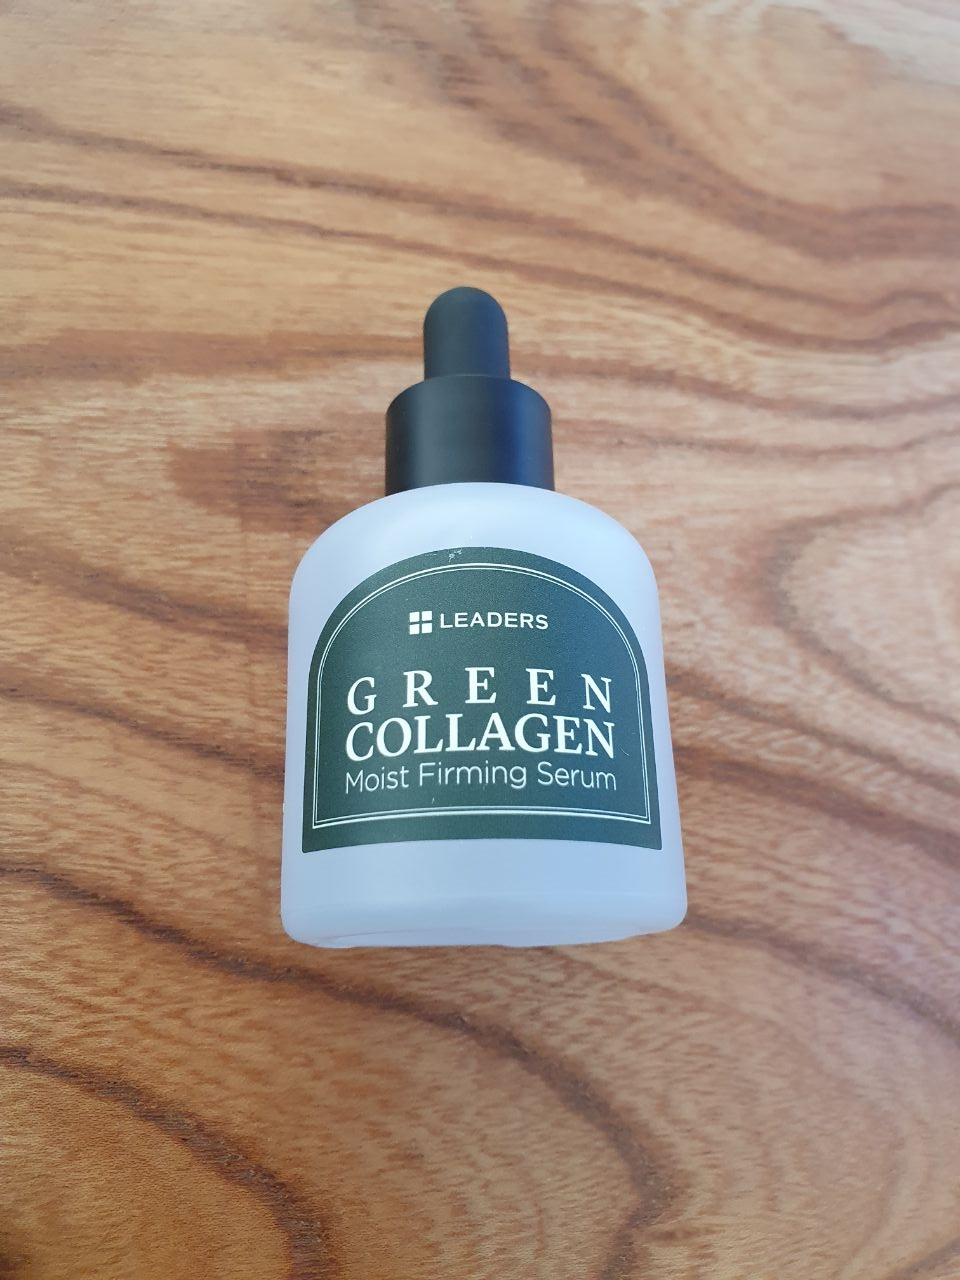 LEADERS
GREEN
COLLAGEN
Moist Firming Serum